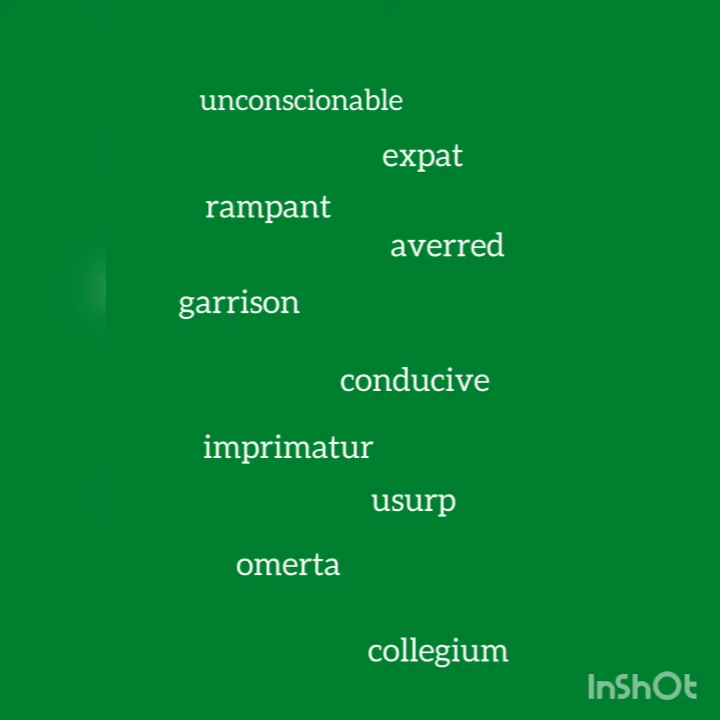 unconscionable
expat
rampant
averred
garrison
conducive
imprimatur
usurp
omerta
collegium
InShOt